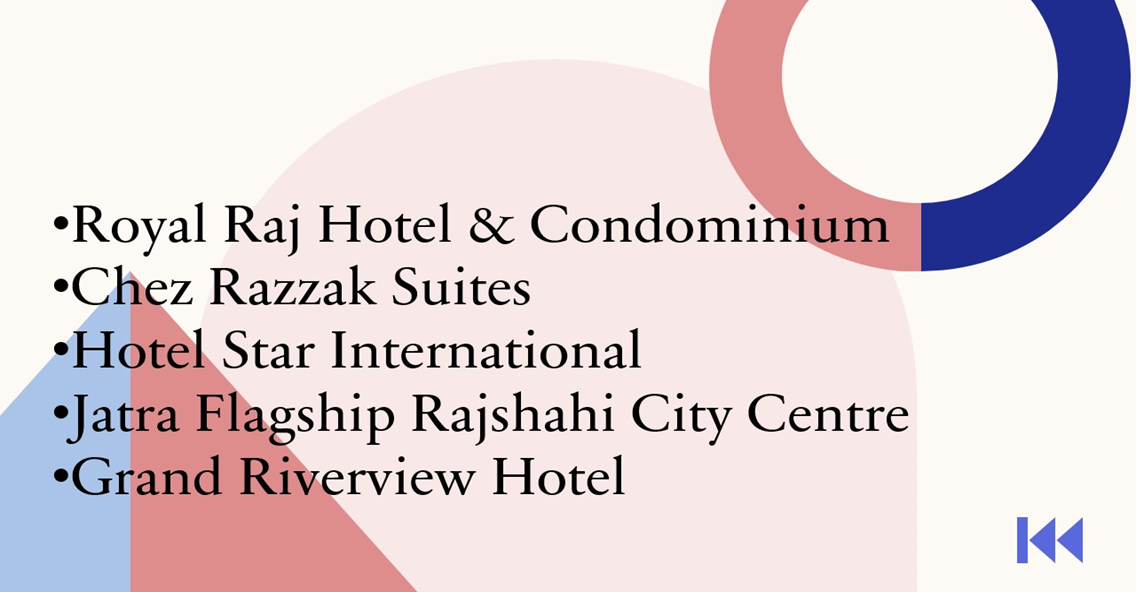 •Royal Raj Hotel & Condominium
•Chez Razzak Suites
•Hotel Star International
•Jatra Flagship Rajshahi City Centre
•Grand Riverview Hotel